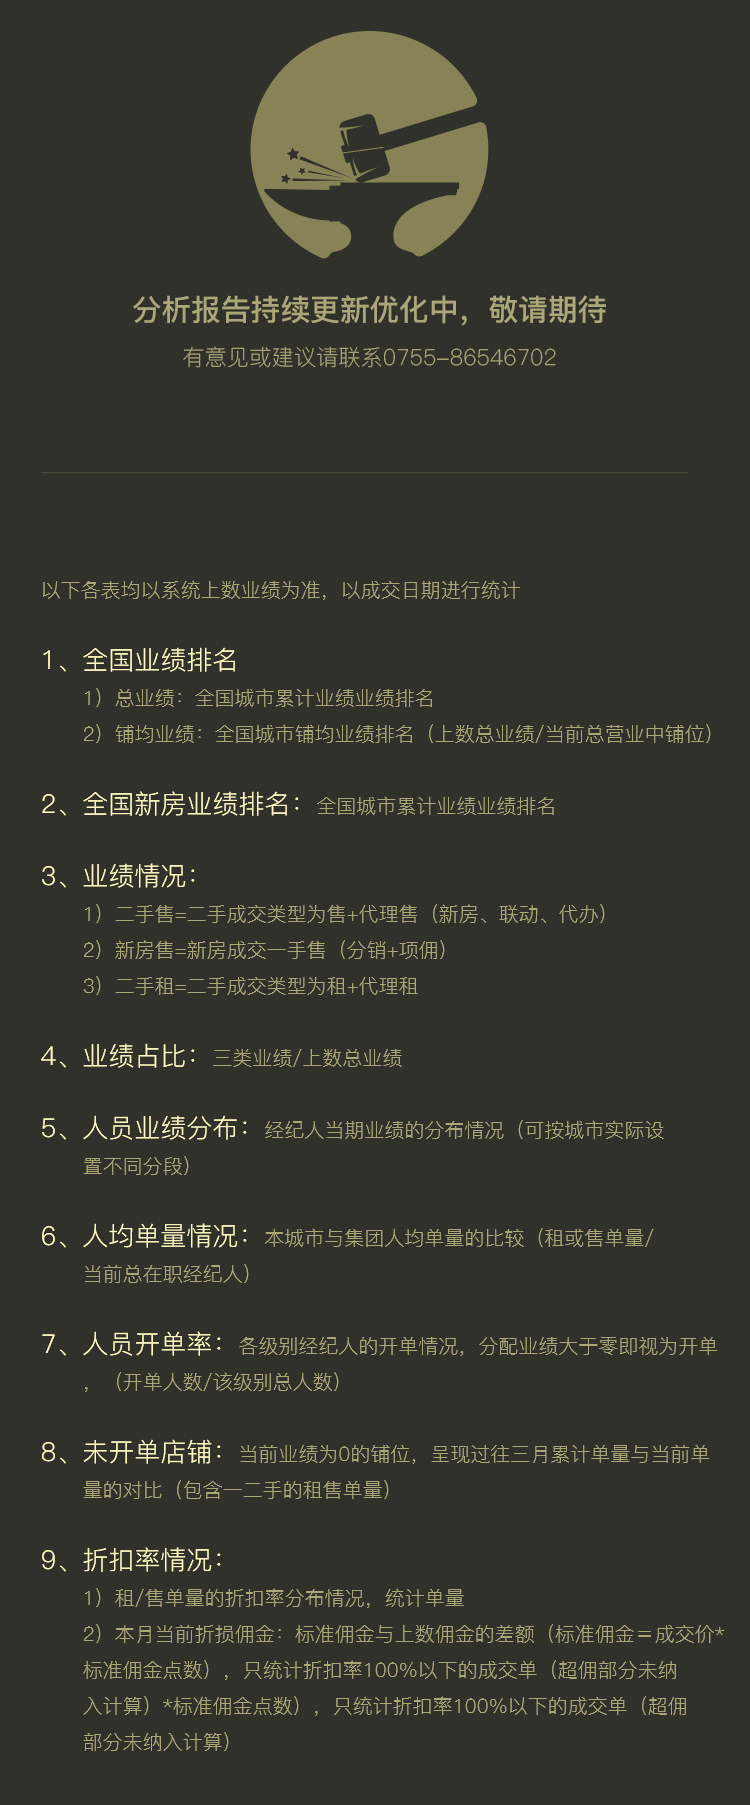 分析报告持续更新优化中，敬请期待
有意见或建议请联系0755-86546702
以下各表均以系统上数业绩为准，以成交日期进行统计
1、全国业绩排名
1）总业绩：全国城市累计业绩业绩排名
2）铺均业绩：全国城市铺均业绩排名（上数总业绩/当前总营业中铺位）
2、全国新房业绩排名：全国城市累计业绩业绩排名
3、业绩情况：
1）二手售=二手成交类型为售+代理售（新房、联动、代办）
2）新房售=新房成交一手售（分销+项佣）
3）二手租=二手成交类型为租+代理租
4、业绩占比：三类业绩/上数总业绩
5、人员业绩分布：经纪人当期业绩的分布情况（可按城市实际设
置不同分段）
6、人均单量情况：本城市与集团人均单量的比较（租或售单量/
当前总在职经纪人）
7、人员开单率：各级别经纪人的开单情况，分配业绩大于零即视为开单
，（开单人数/该级别总人数）
8、未开单店铺：当前业绩为0的铺位，呈现过往三月累计单量与当前单
量的对比（包含一二手的租售单量）
9、折扣率情况：
1）租/售单量的折扣率分布情况，统计单量
2）本月当前折损佣金：标准佣金与上数佣金的差额（标准佣金＝成交价*
标准佣金点数），只统计折扣率100%以下的成交单（超佣部分未纳
入计算）*标准佣金点数），只统计折扣率100%以下的成交单（超佣
部分未纳入计算）